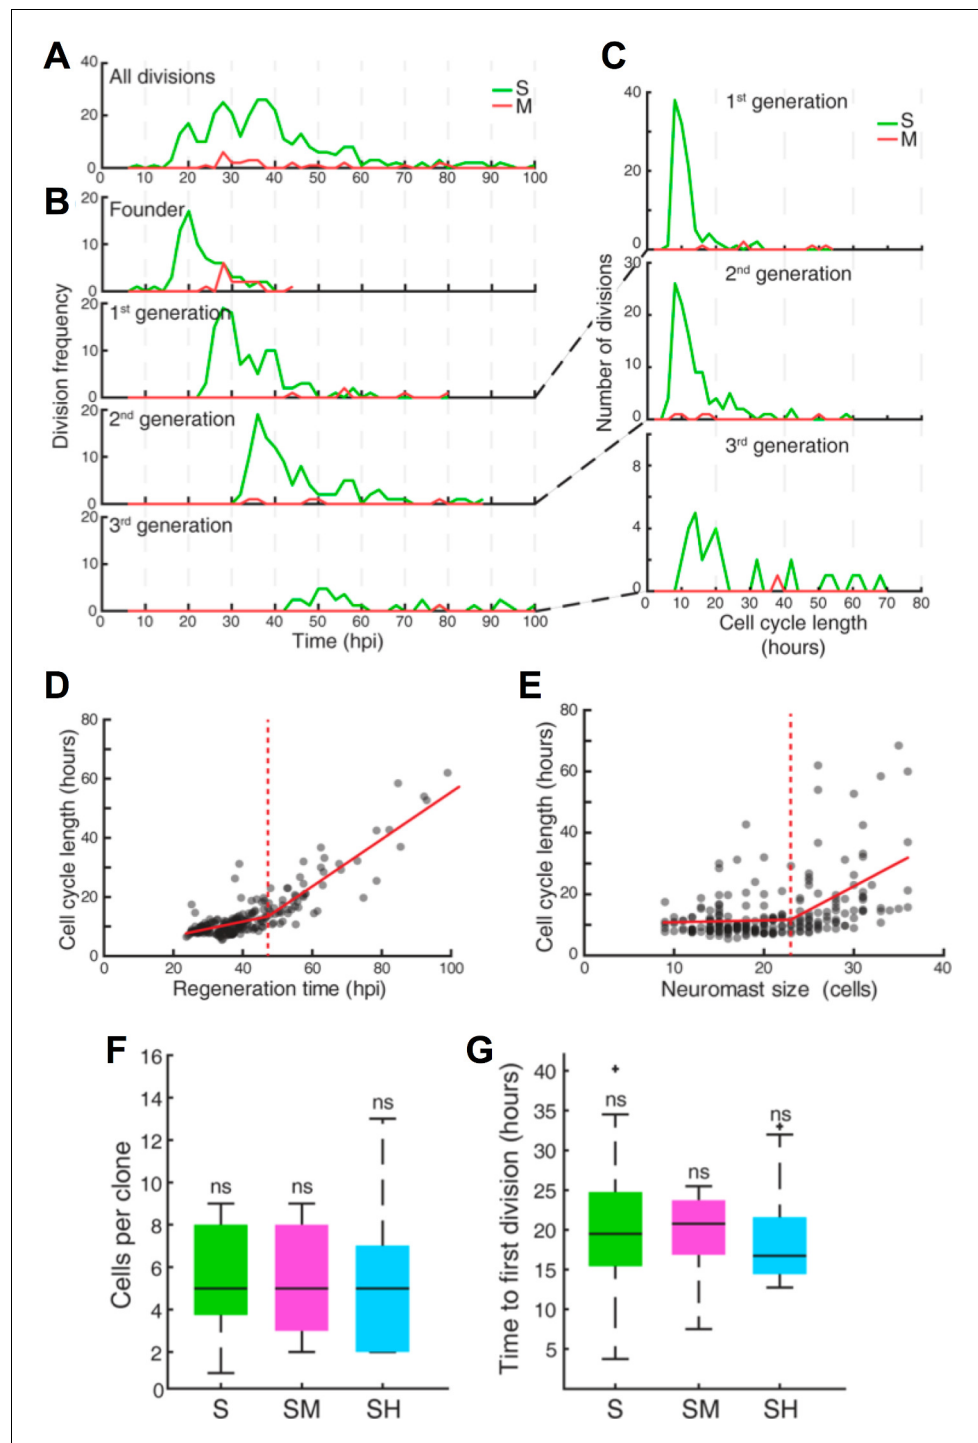 A
All divisions
S
M
40
20
0
0 10 20 30 40 50 60 70 80 90 100
B
Founder
20
10
0
1st generation
20
10
0
2nd generation
20
10
0
3rd generation
20
10
0
0 10 20 30 40 50 60 70 80 90 100
Division frequency
Time (hpi)
C
1st generation
S
M
40
20
0
2nd generation
30
20
10
0
3rd generation
8
4
0
0 10 20 30 40 50 60 70 80
Number of divisions
Cell cycle length
(hours)
D
80
60
40
20
0
0 20 40 60 80 100
Cell cycle length (hours)
Regeneration time (hpi)
E
80
60
40
20
0
0 10 20 30 40
Cell cycle length (hours)
Neuromast size (cells)
F
16
14
12
10
8
6
4
2
0
Cells per clone
ns ns ns
S SM SH
G
40
35
30
25
20
15
10
5
Time to first division (hours)
ns ns ns
S SM SH